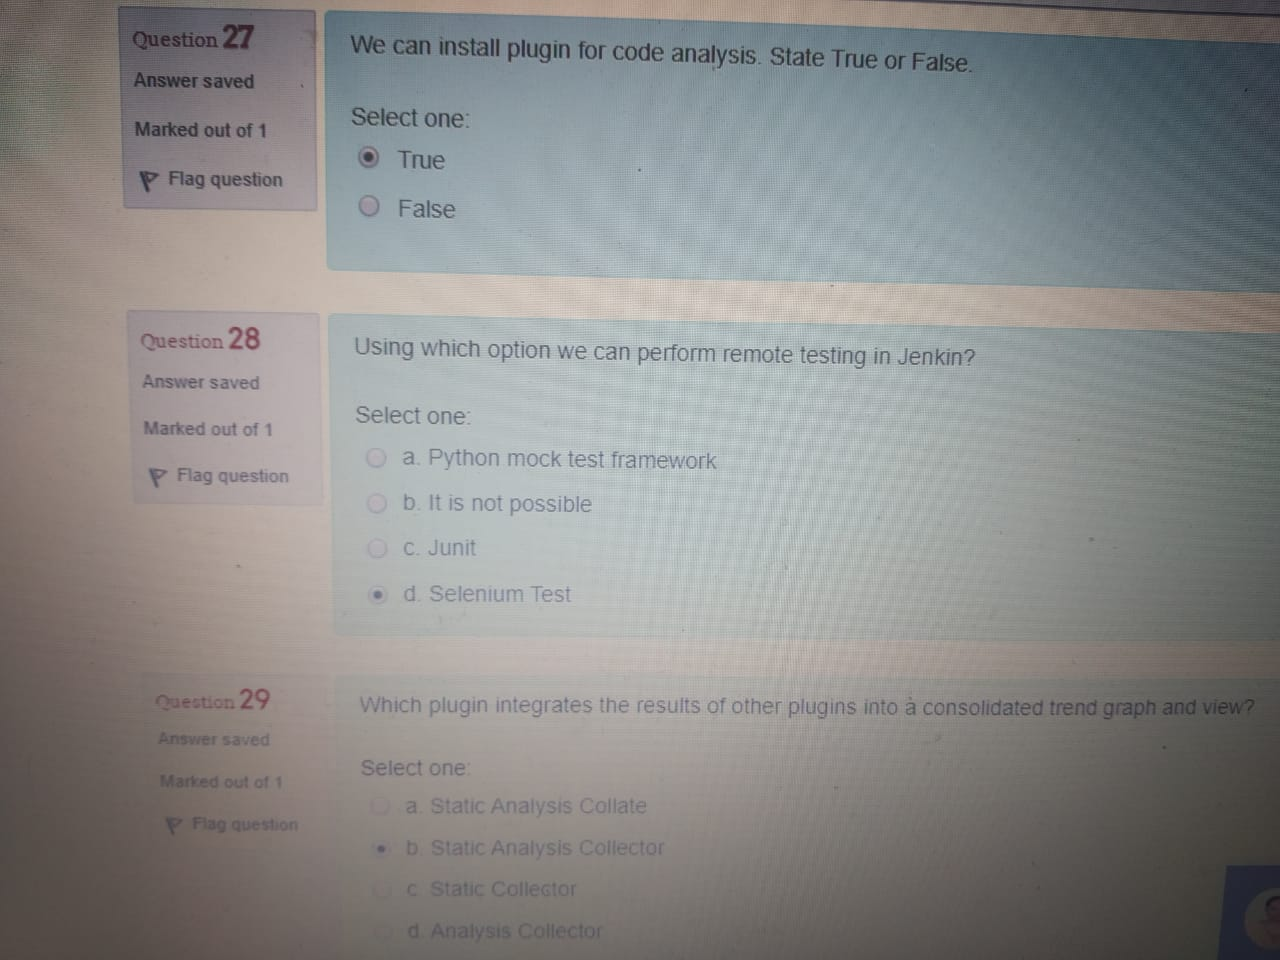 Question 27
Answer saved
Marked out of 1
Flag question
We can install plugin for code analysis. State True or False.
Select one:
True
False
Question 28
Answer saved
Marked out of 1
Flag question
Using which option we can perform remote testing in Jenkin?
Select one:
a. Python mock test framework
b. It is not possible
c. Junit
d. Selenium Test
Question 29
Answer saved
Marked out of 1
Flag question
Which plugin integrates the results of other plugins into a consolidated trend graph and view?
Select one:
a. Static Analysis Collate
b. Static Analysis Collector
c. Static Collector
d. Analysis Collector